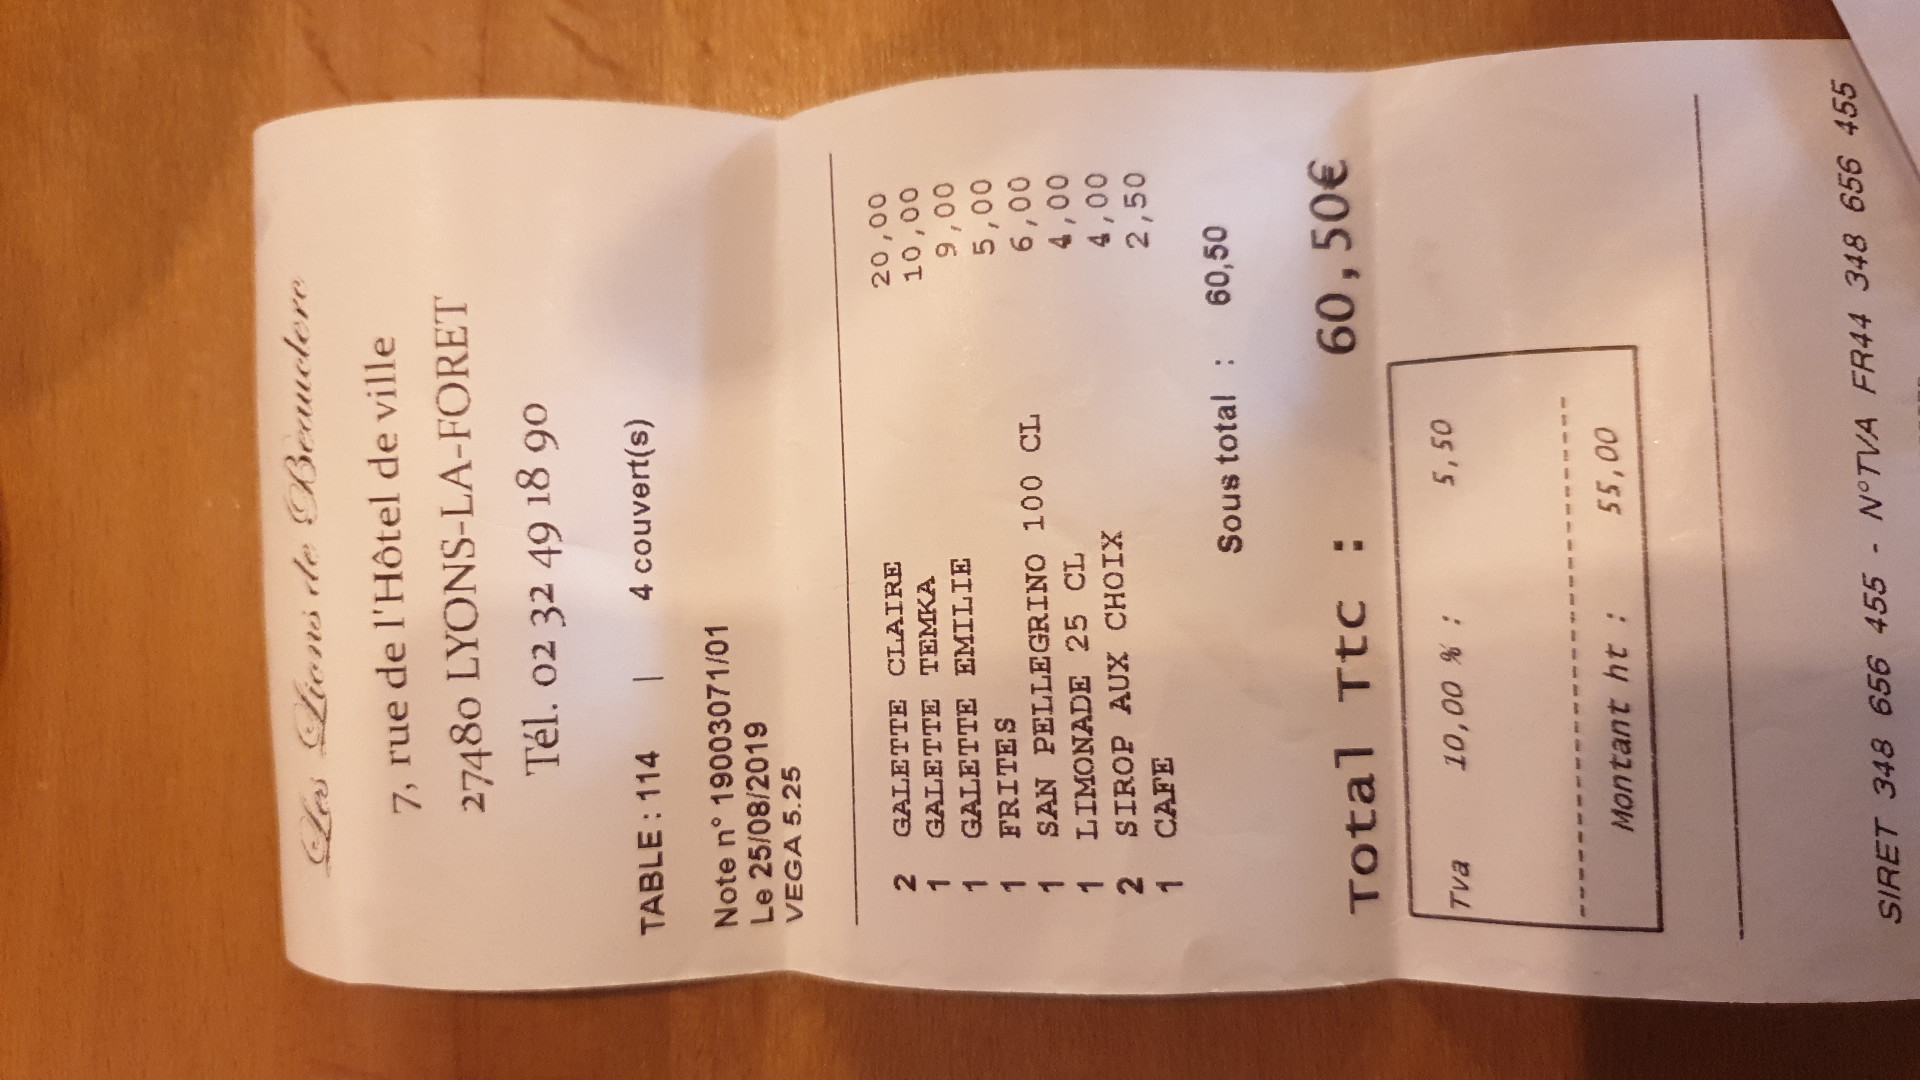 Les Lions de Beauclerc
7, rue de l'Hôtel de ville
27480 LYONS-LA-FORET
Tél. 02 32 49 18 90
TABLE : 114 | 4 couvert(s)
Note n° 19003071/01
Le 25/08/2019
VEGA 5.25
2 GALETTE CLAIRE 20,00
1 GALETTE TEMKA 10,00
1 GALETTE EMILIE 9,00
1 FRITES 5,00
1 SAN PELLEGRINO 100 CL 6,00
1 LIMONADE 25 CL 4,00
2 SIROP AUX CHOIX 4,00
1 CAFE 2,50
Sous total : 60,50
Total Ttc : 60,50€
Tva 10,00 % : 5,50
Montant ht : 55,00
SIRET 348 656 455 - N°TVA FR44 348 656 455